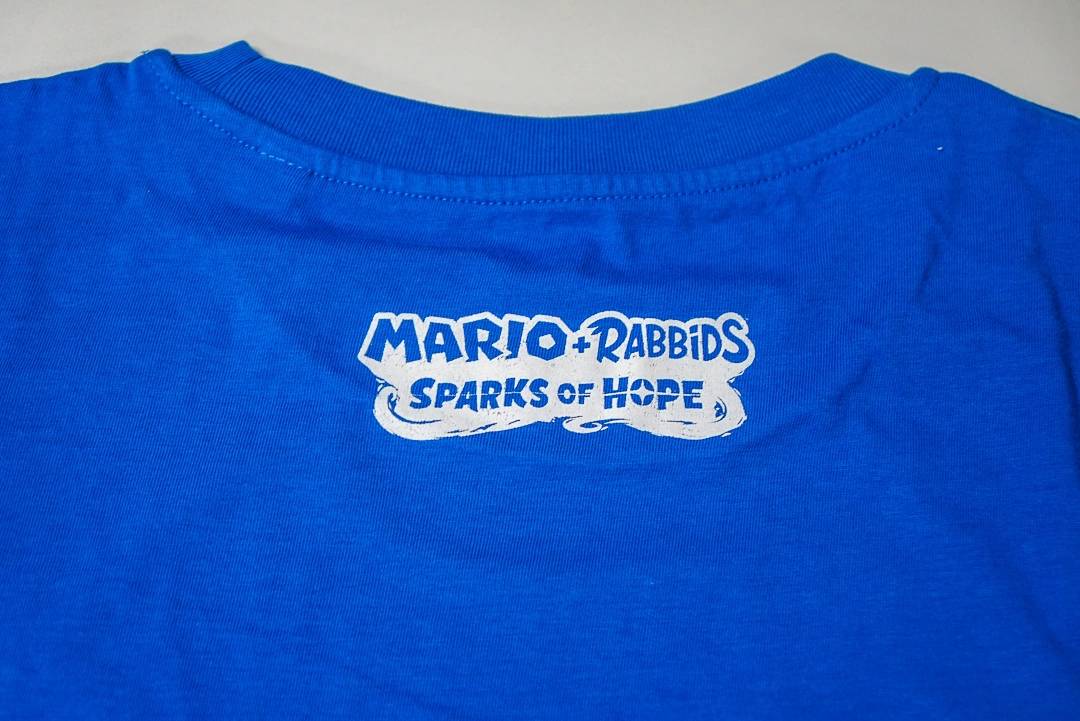 MARIO + RABBiDS
SPARKS OF HOPE